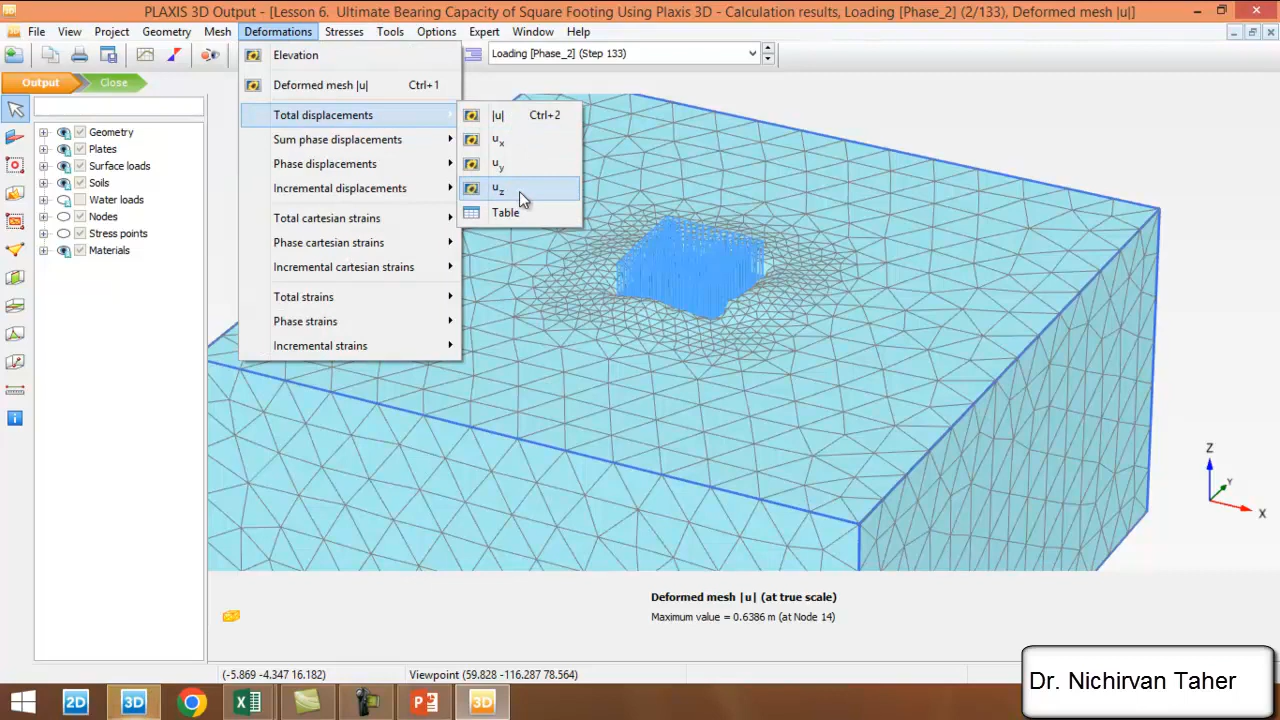 PLAXIS 3D Output - [Lesson 6.  Ultimate Bearing Capacity of Square Footing Using Plaxis 3D - Calculation results, Loading [Phase_2] (2/133), Deformed mesh |u|]
File View Project Geometry Mesh Deformations Stresses Tools Options Expert Window Help
Loading [Phase_2] (Step 133)
Output Close
Elevation
Deformed mesh |u| Ctrl+1
Total displacements
Sum phase displacements
Phase displacements
Incremental displacements
Total cartesian strains
Phase cartesian strains
Incremental cartesian strains
Total strains
Phase strains
Incremental strains
|u| Ctrl+2
ux
uy
uz
Table
Geometry
Plates
Surface loads
Soils
Water loads
Nodes
Stress points
Materials
Z
Y
X
Deformed mesh |u| (at true scale)
Maximum value = 0.6386 m (at Node 14)
(-5.869 -4.347 16.182)
Viewpoint (59.828 -116.287 78.564)
2D
3D
3D
Dr. Nichirvan Taher